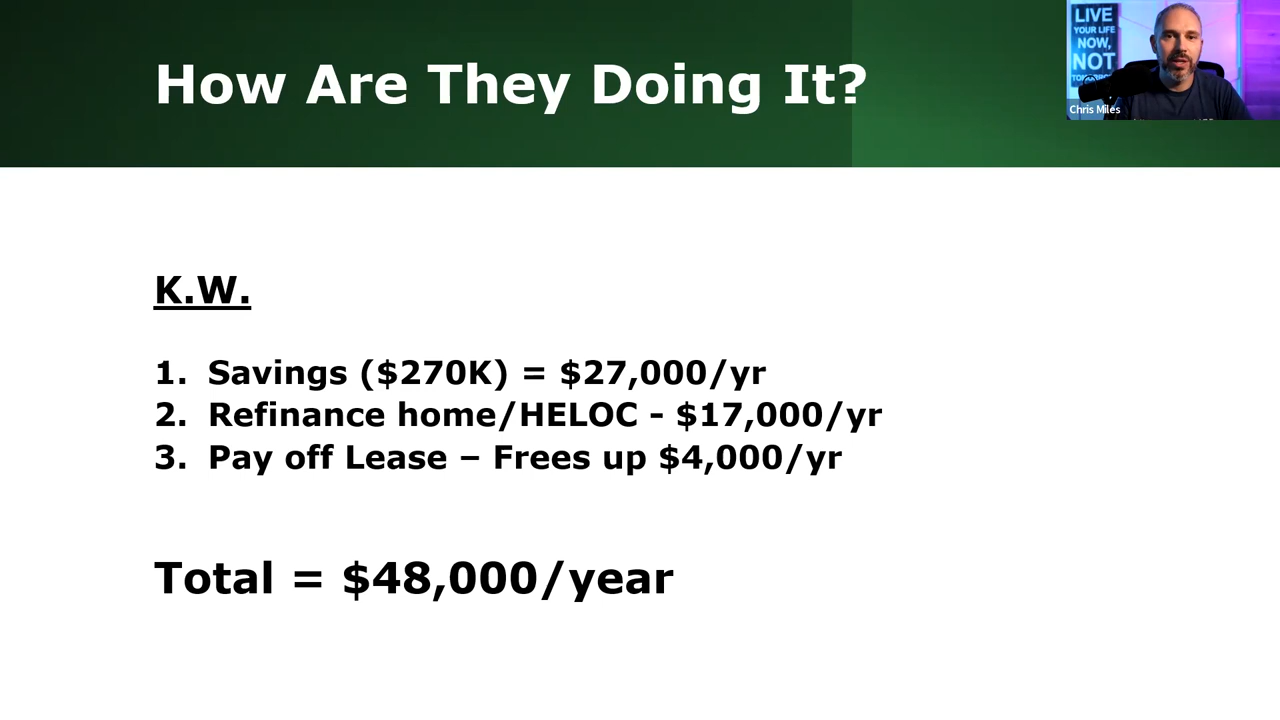 How Are They Doing It?
LIVE
YOUR LIFE
NOW,
NOT
Chris Miles
K.W.
1. Savings ($270K) = $27,000/yr
2. Refinance home/HELOC - $17,000/yr
3. Pay off Lease – Frees up $4,000/yr
Total = $48,000/year